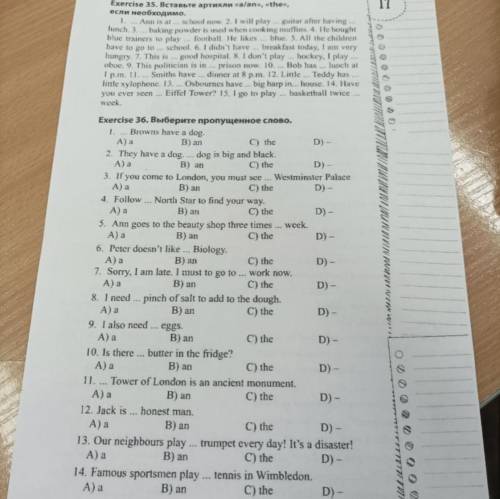 Exercise 35. Вставьте артикли «a/an», «the»,
если необходимо.
1. ... Ann is at ... school now. 2. I will play ... guitar after having ...
lunch. 3. ... baking powder is used when cooking muffins. 4. He bought
blue trainers to play ... football. He likes ... blue. 5. All the children
have to go to ... school. 6. I didn't have ... breakfast today, I am very
hungry. 7. This is ... good hospital. 8. I don't play ... hockey, I play ...
oboe. 9. This politician is in ... prison now. 10. ... Bob has ... lunch at
1 p.m. 11. ... Smiths have ... dinner at 8 p.m. 12. Little ... Teddy has ...
little xylophone. 13. ... Osbournes have ... big harp in... house. 14. Have
you ever seen ... Eiffel Tower? 15. I go to play ... basketball twice ...
week.
17
Exercise 36. Выберите пропущенное слово.
1. ... Browns have a dog.
A) a B) an C) the D) –
2. They have a dog. ... dog is big and black.
A) a B) an C) the D) –
3. If you come to London, you must see ... Westminster Palace
A) a B) an C) the D) –
4. Follow ... North Star to find your way.
A) a B) an C) the D) –
5. Ann goes to the beauty shop three times ... week.
A) a B) an C) the D) –
6. Peter doesn't like ... Biology.
A) a B) an C) the D) –
7. Sorry, I am late. I must to go to ... work now.
A) a B) an C) the D) –
8. I need ... pinch of salt to add to the dough.
A) a B) an C) the D) –
9. I also need ... eggs.
A) a B) an C) the D) –
10. Is there ... butter in the fridge?
A) a B) an C) the D) –
11. ... Tower of London is an ancient monument.
A) a B) an C) the D) –
12. Jack is ... honest man.
A) a B) an C) the D) –
13. Our neighbours play ... trumpet every day! It's a disaster!
A) a B) an C) the D) –
14. Famous sportsmen play ... tennis in Wimbledon.
A) a B) an C) the D) –